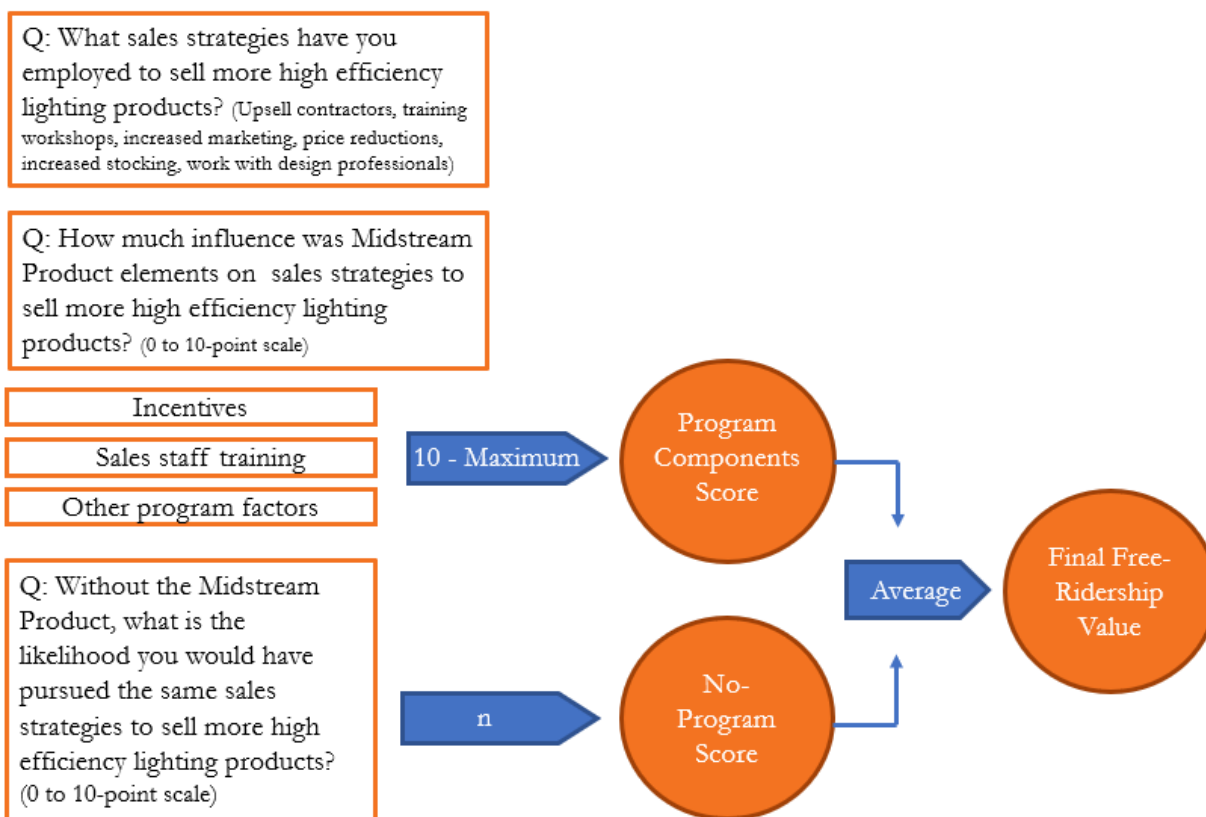 Q: What sales strategies have you
employed to sell more high efficiency
lighting products? (Upsell contractors, training
workshops, increased marketing, price reductions,
increased stocking, work with design professionals)
Q: How much influence was Midstream
Product elements on sales strategies to
sell more high efficiency lighting
products? (0 to 10-point scale)
Incentives
Sales staff training
Other program factors
10 - Maximum
Program
Components
Score
Q: Without the Midstream
Product, what is the
likelihood you would have
pursued the same sales
strategies to sell more high
efficiency lighting products?
(0 to 10-point scale)
n
No-
Program
Score
Average
Final Free-
Ridership
Value